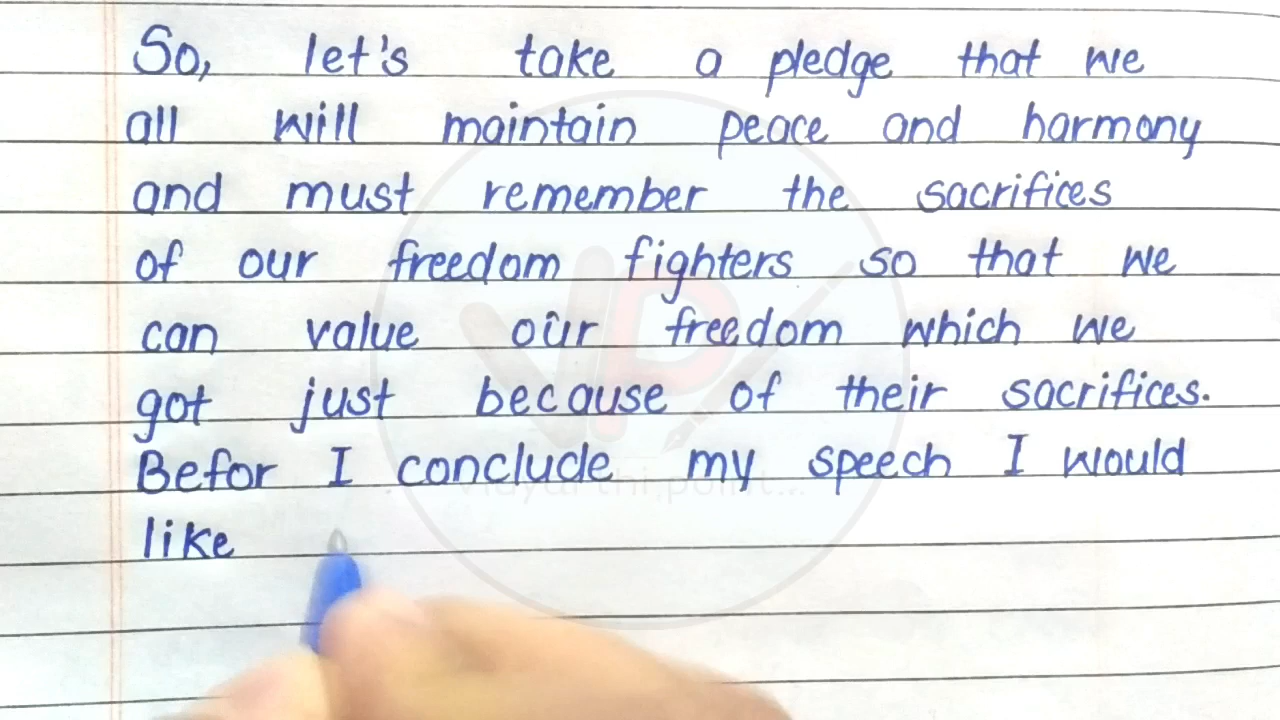 So, let's take a pledge that we
all will maintain peace and harmony
and must remember the sacrifices
of our freedom fighters so that we
can value our freedom which we
got just because of their sacrifices.
Befor I conclude my speech I would
like